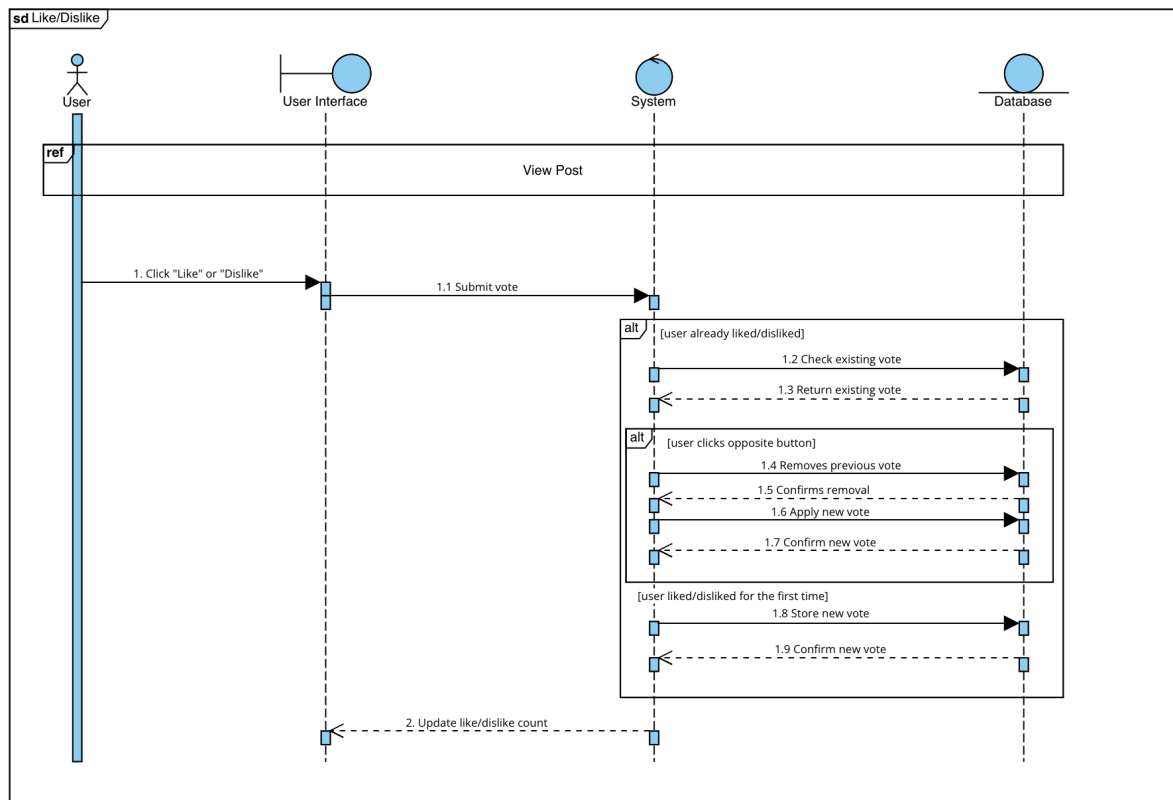 sd Like/Dislike
User
User Interface
System
Database
ref
View Post
1. Click "Like" or "Dislike"
1.1 Submit vote
alt
[user already liked/disliked]
1.2 Check existing vote
1.3 Return existing vote
alt
[user clicks opposite button]
1.4 Removes previous vote
1.5 Confirms removal
1.6 Apply new vote
1.7 Confirm new vote
[user liked/disliked for the first time]
1.8 Store new vote
1.9 Confirm new vote
2. Update like/dislike count